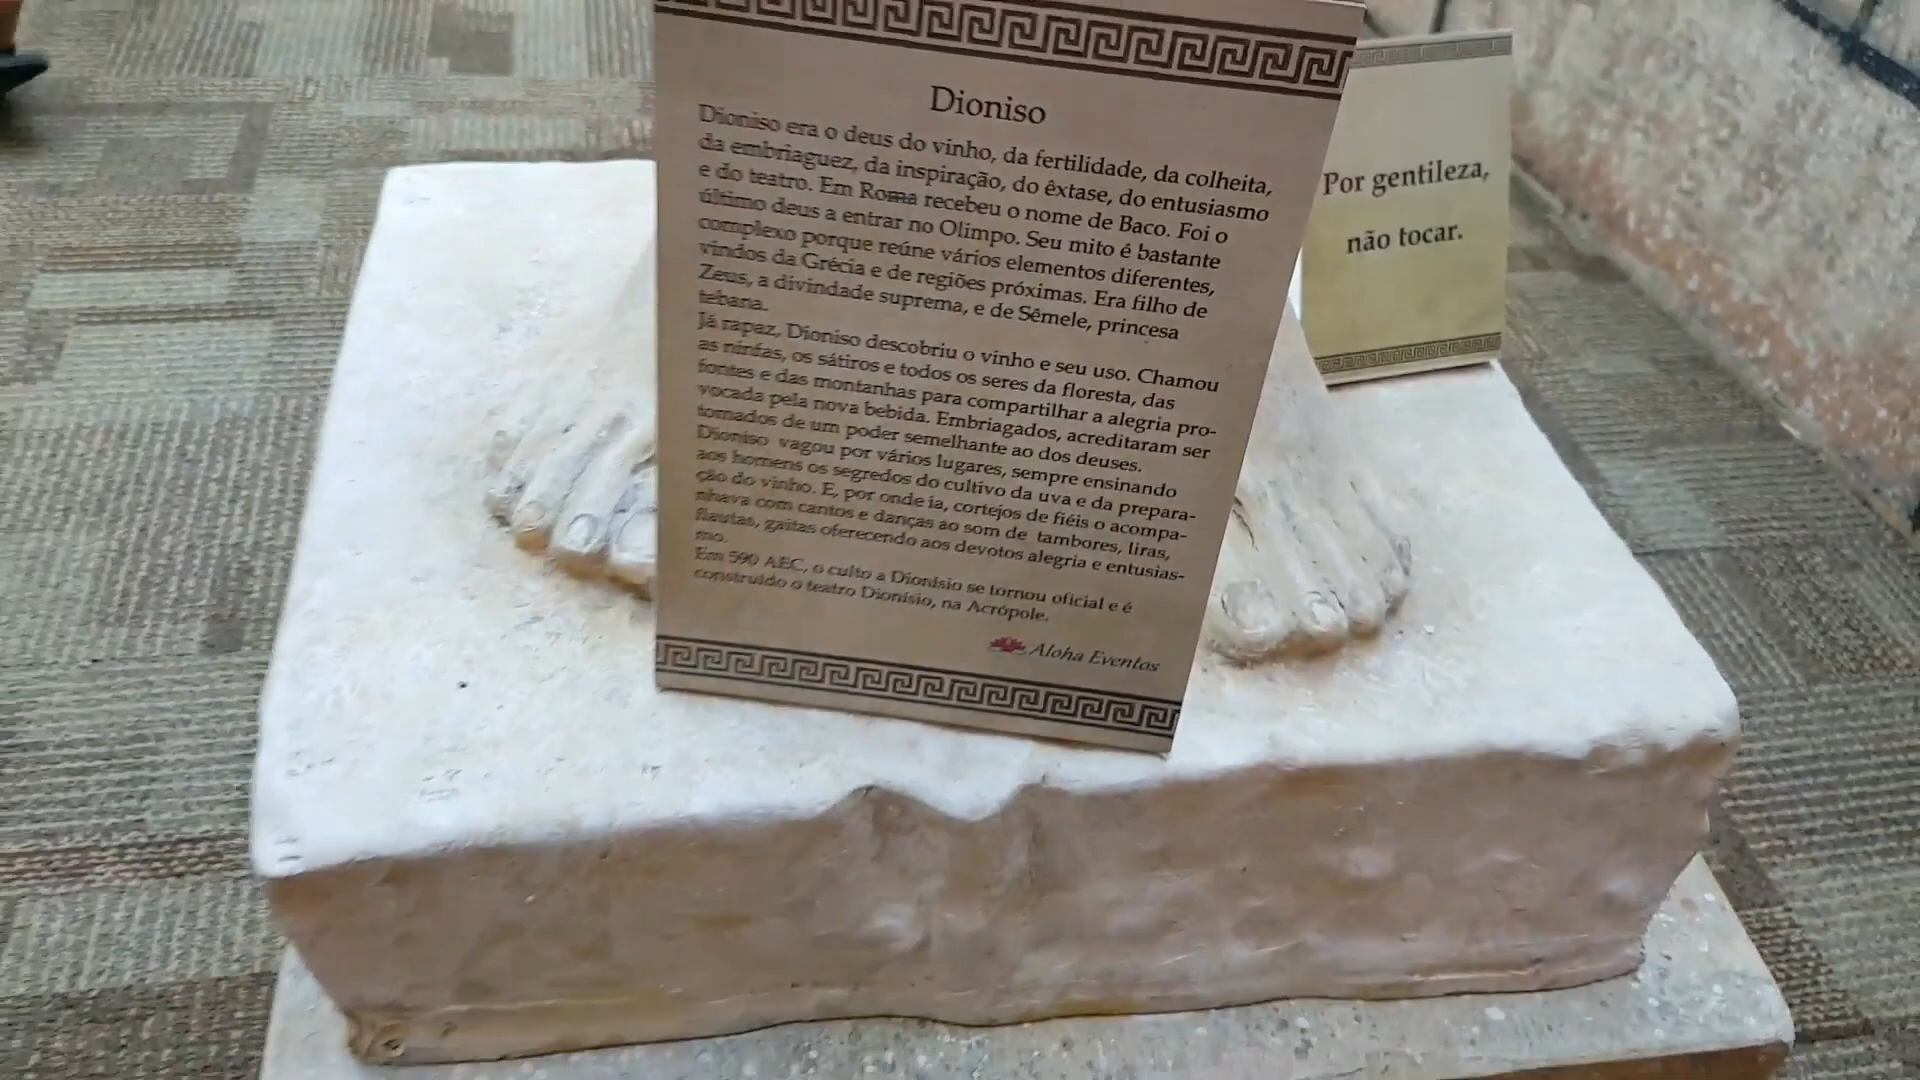 Dioniso
Dioniso era o deus do vinho, da fertilidade, da colheita,
da embriaguez, da inspiração, do êxtase, do entusiasmo
e do teatro. Em Roma recebeu o nome de Baco. Foi o
último deus a entrar no Olimpo. Seu mito é bastante
complexo porque reúne vários elementos diferentes,
vindos da Grécia e de regiões próximas. Era filho de
Zeus, a divindade suprema, e de Sêmele, princesa
tebana.
Já rapaz, Dioniso descobriu o vinho e seu uso. Chamou
as ninfas, os sátiros e todos os seres da floresta, das
fontes e das montanhas para compartilhar a alegria pro-
vocada pela nova bebida. Embriagados, acreditaram ser
tomados de um poder semelhante ao dos deuses.
Dioniso vagou por vários lugares, sempre ensinando
aos homens os segredos do cultivo da uva e da prepara-
ção do vinho. E, por onde ia, cortejos de fiéis o acompa-
nhava com cantos e danças ao som de tambores, liras,
flautas, gaitas oferecendo aos devotos alegria e entusias-
mo.
Em 590 AEC, o culto a Dionísio se tornou oficial e é
construído o teatro Dionísio, na Acrópole.
Aloha Eventos
Por gentileza,
não tocar.